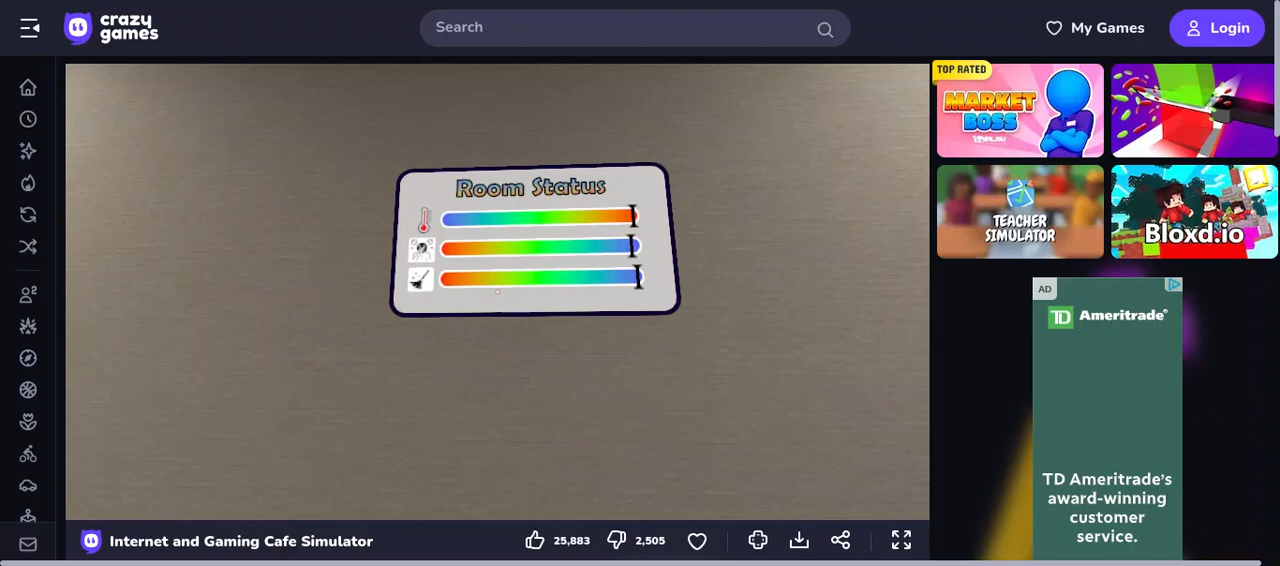 crazy
games
Search
My Games
Login
Room Status
TOP RATED
MARKET
BOSS
TEACHER
SIMULATOR
Bloxd.io
AD
TD Ameritrade®
TD Ameritrade's
award-winning
customer
service.
Internet and Gaming Cafe Simulator
25,883
2,505